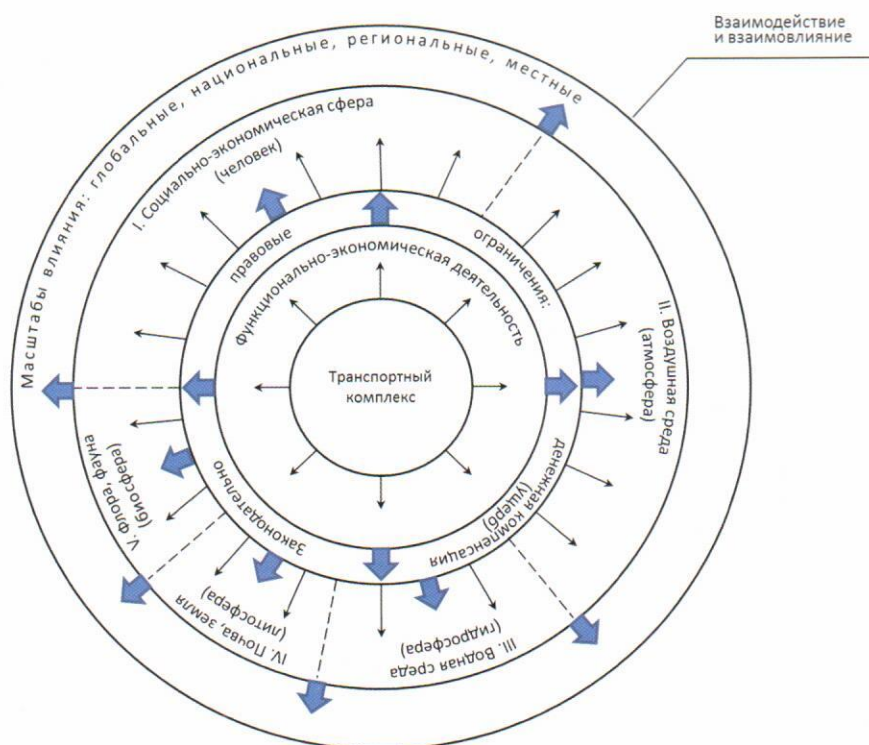 Взаимодействие
и взаимовлияние
Масштабы влияния: глобальные, национальные, региональные, местные
I. Социально-экономическая сфера
(человек)
II. Воздушная среда
(атмосфера)
III. Водная среда
(гидросфера)
IV. Почва, земля
(литосфера)
V. Флора, фауна
(биосфера)
Законодательно
правовые
ограничения:
денежная компенсация
(ущерб)
Функционально-экономическая деятельность
Транспортный
комплекс